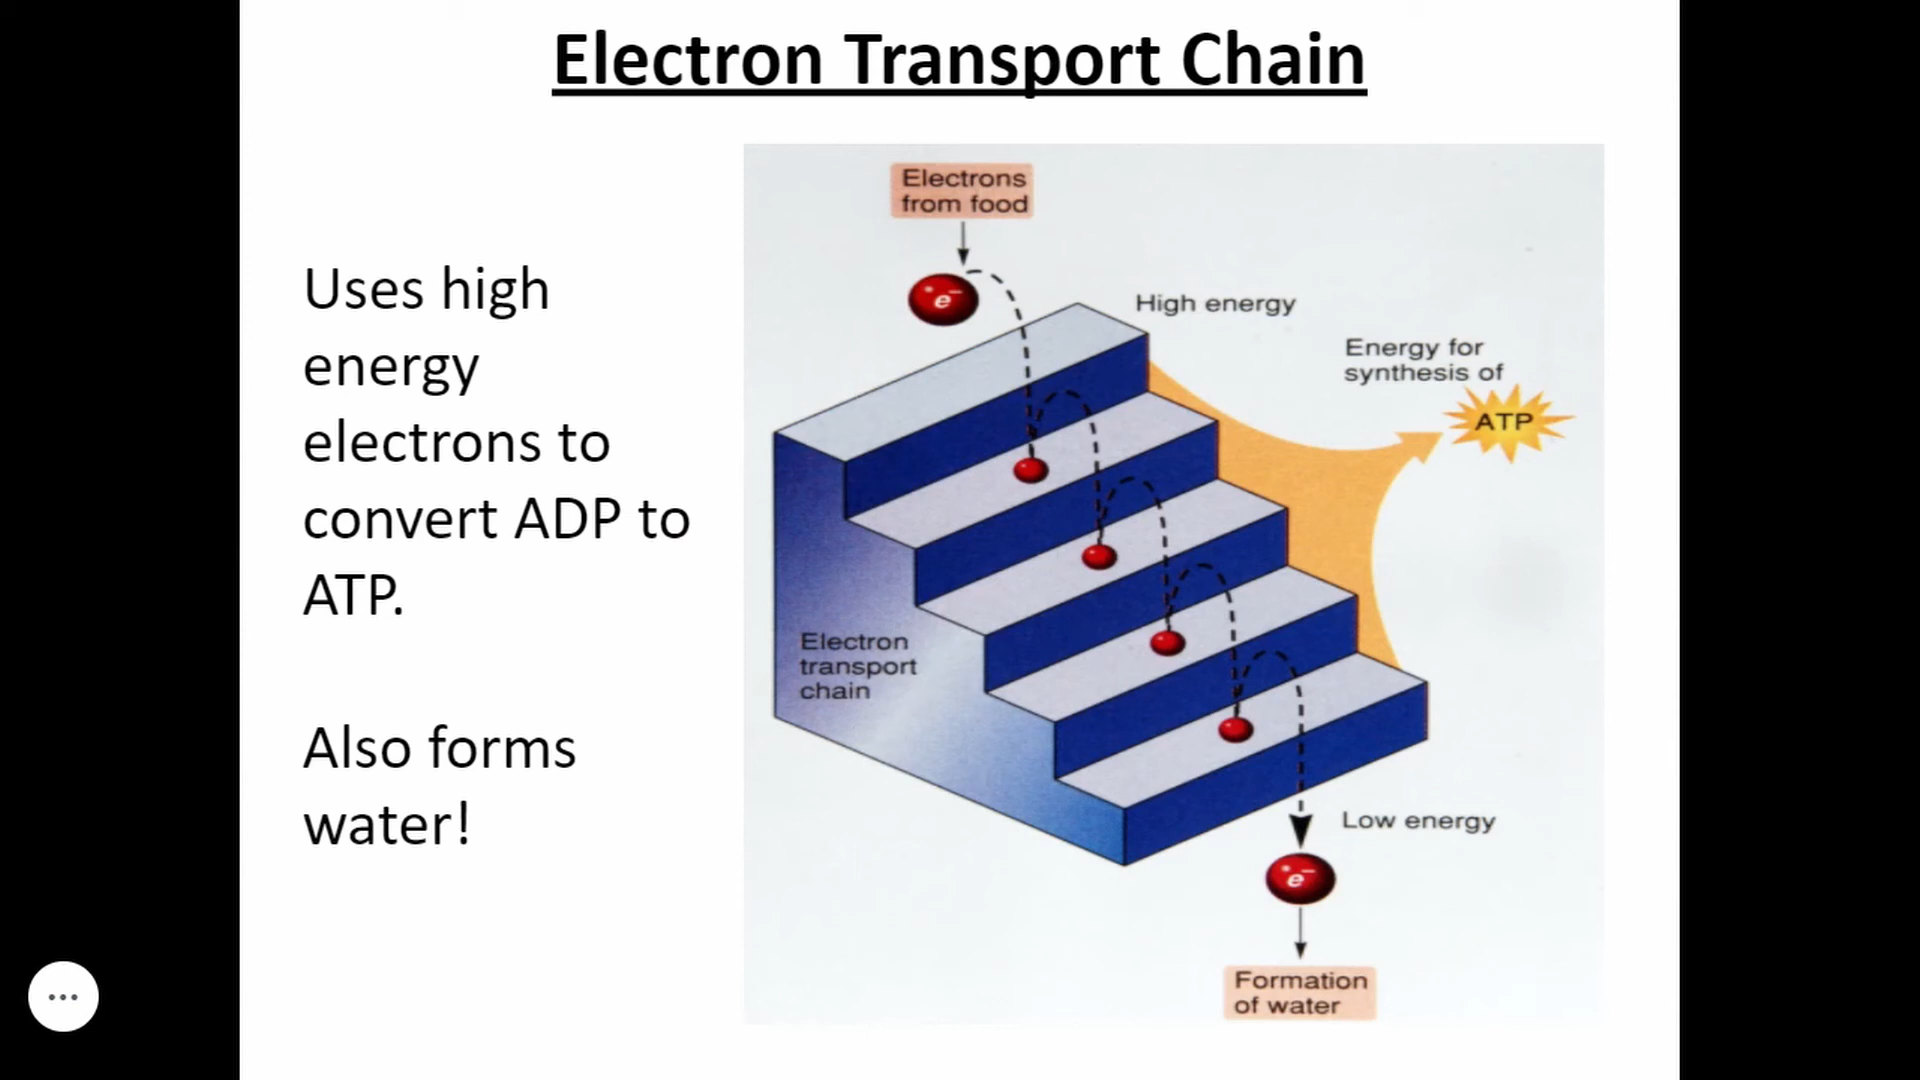 Electron Transport Chain
Uses high
energy
electrons to
convert ADP to
ATP.
Also forms
water!
Electrons
from food
e-
High energy
Energy for
synthesis of
ATP
Electron
transport
chain
Low energy
e-
Formation
of water